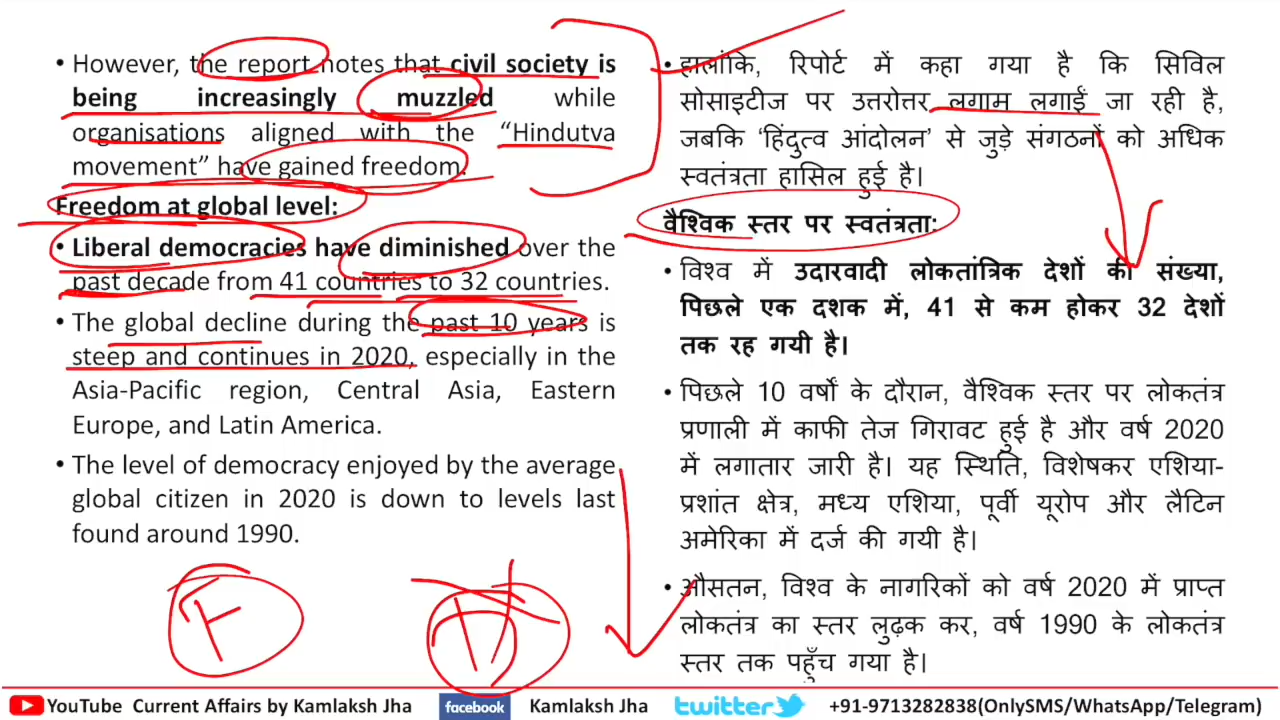 • However, the report notes that civil society is
being increasingly muzzled while
organisations aligned with the “Hindutva
movement” have gained freedom.
Freedom at global level:
• Liberal democracies have diminished over the
past decade from 41 countries to 32 countries.
• The global decline during the past 10 years is
steep and continues in 2020, especially in the
Asia-Pacific region, Central Asia, Eastern
Europe, and Latin America.
• The level of democracy enjoyed by the average
global citizen in 2020 is down to levels last
found around 1990.
• हालांकि, रिपोर्ट में कहा गया है कि सिविल
सोसाइटीज पर उत्तरोत्तर लगाम लगाईं जा रही है,
जबकि ‘हिंदुत्व आंदोलन’ से जुड़े संगठनों को अधिक
स्वतंत्रता हासिल हुई है।
वैश्विक स्तर पर स्वतंत्रता:
• विश्व में उदारवादी लोकतांत्रिक देशों की संख्या,
पिछले एक दशक में, 41 से कम होकर 32 देशों
तक रह गयी है।
• पिछले 10 वर्षों के दौरान, वैश्विक स्तर पर लोकतंत्र
प्रणाली में काफी तेज गिरावट हुई है और वर्ष 2020
में लगातार जारी है। यह स्थिति, विशेषकर एशिया-
प्रशांत क्षेत्र, मध्य एशिया, पूर्वी यूरोप और लैटिन
अमेरिका में दर्ज की गयी है।
• औसतन, विश्व के नागरिकों को वर्ष 2020 में प्राप्त
लोकतंत्र का स्तर लुढ़क कर, वर्ष 1990 के लोकतंत्र
स्तर तक पहुँच गया है।
F
YouTube Current Affairs by Kamlaksh Jha facebook Kamlaksh Jha twitter +91-9713282838(OnlySMS/WhatsApp/Telegram)